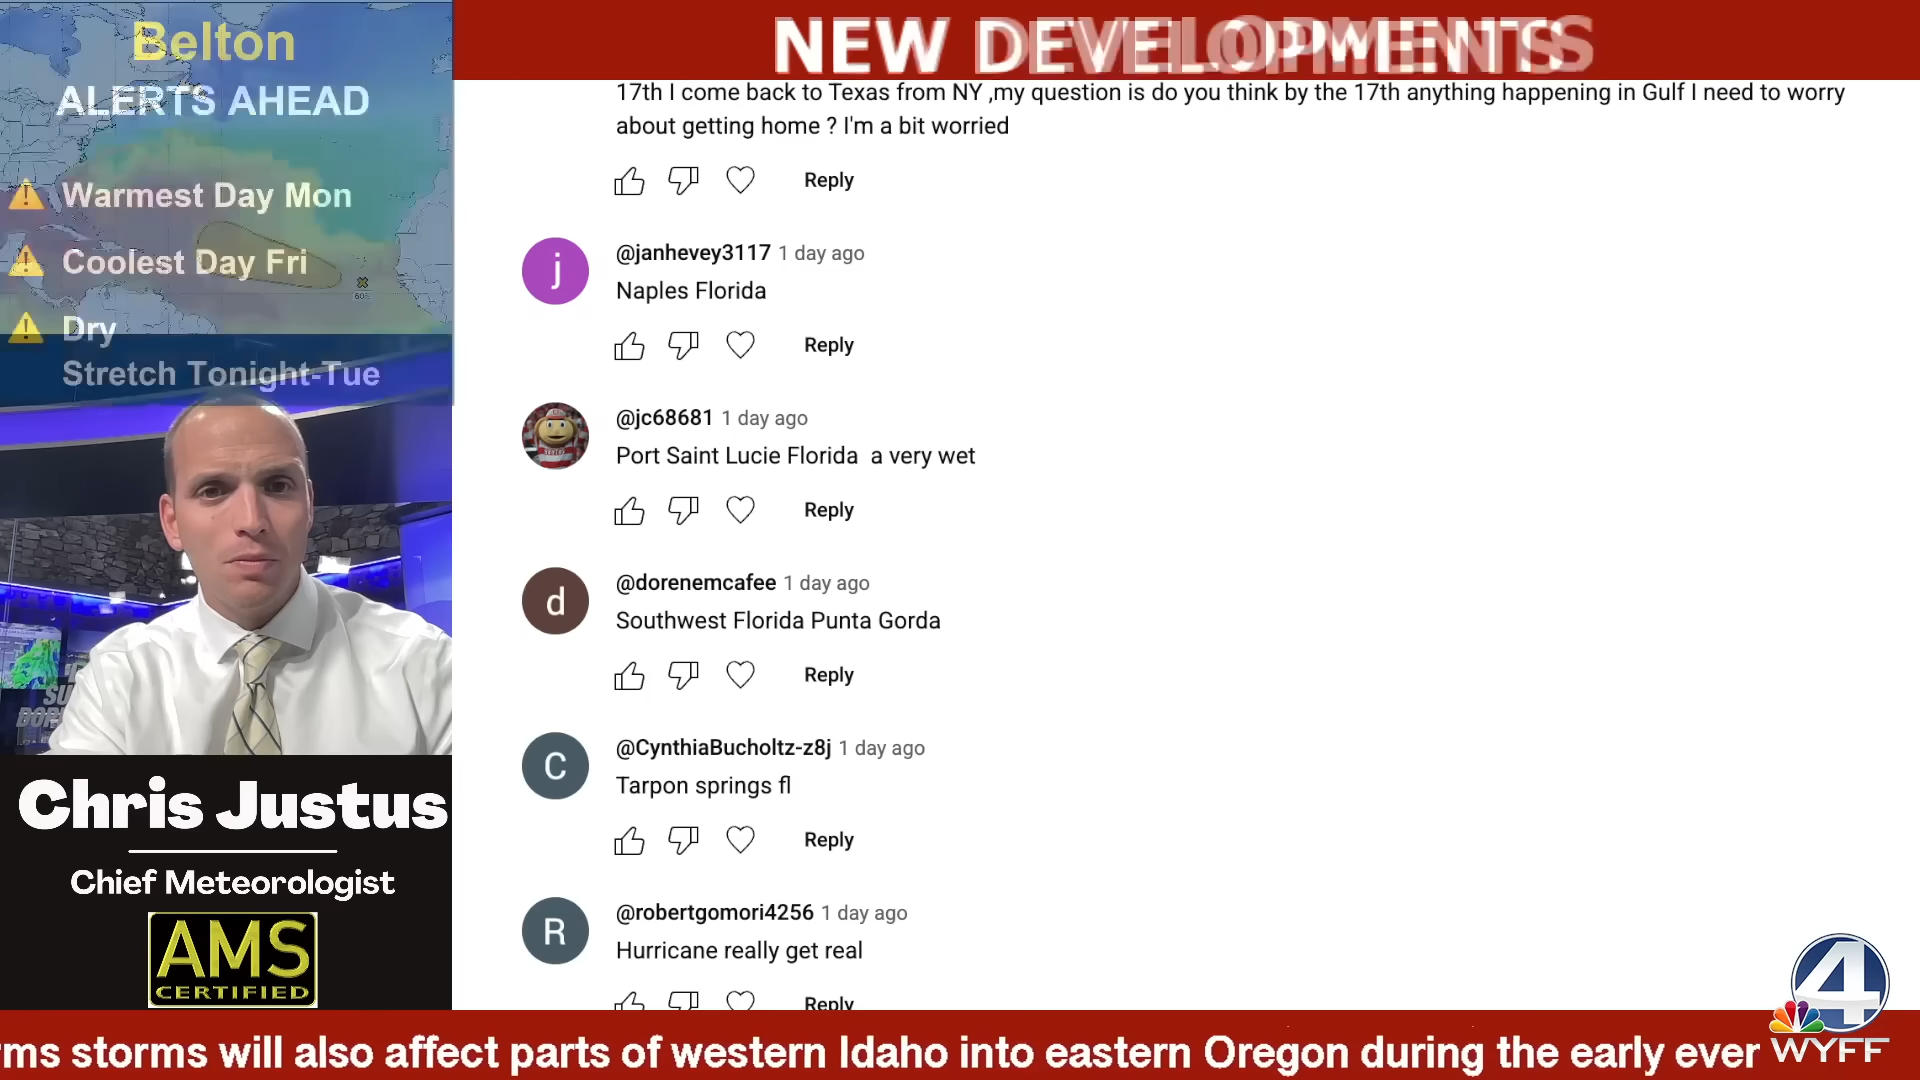 Belton
ALERTS AHEAD
Warmest Day Mon
Coolest Day Fri
Dry
Stretch Tonight-Tue
60%
SU
DOP
Chris Justus
Chief Meteorologist
AMS
CERTIFIED
NEW DEVELOPMENTS
17th I come back to Texas from NY ,my question is do you think by the 17th anything happening in Gulf I need to worry
about getting home ? I'm a bit worried
Reply
j
@janhevey3117 1 day ago
Naples Florida
Reply
@jc68681 1 day ago
Port Saint Lucie Florida a very wet
Reply
d
@dorenemcafee 1 day ago
Southwest Florida Punta Gorda
Reply
C
@CynthiaBucholtz-z8j 1 day ago
Tarpon springs fl
Reply
R
@robertgomori4256 1 day ago
Hurricane really get real
Reply
4
WYFF
rms storms will also affect parts of western Idaho into eastern Oregon during the early ever